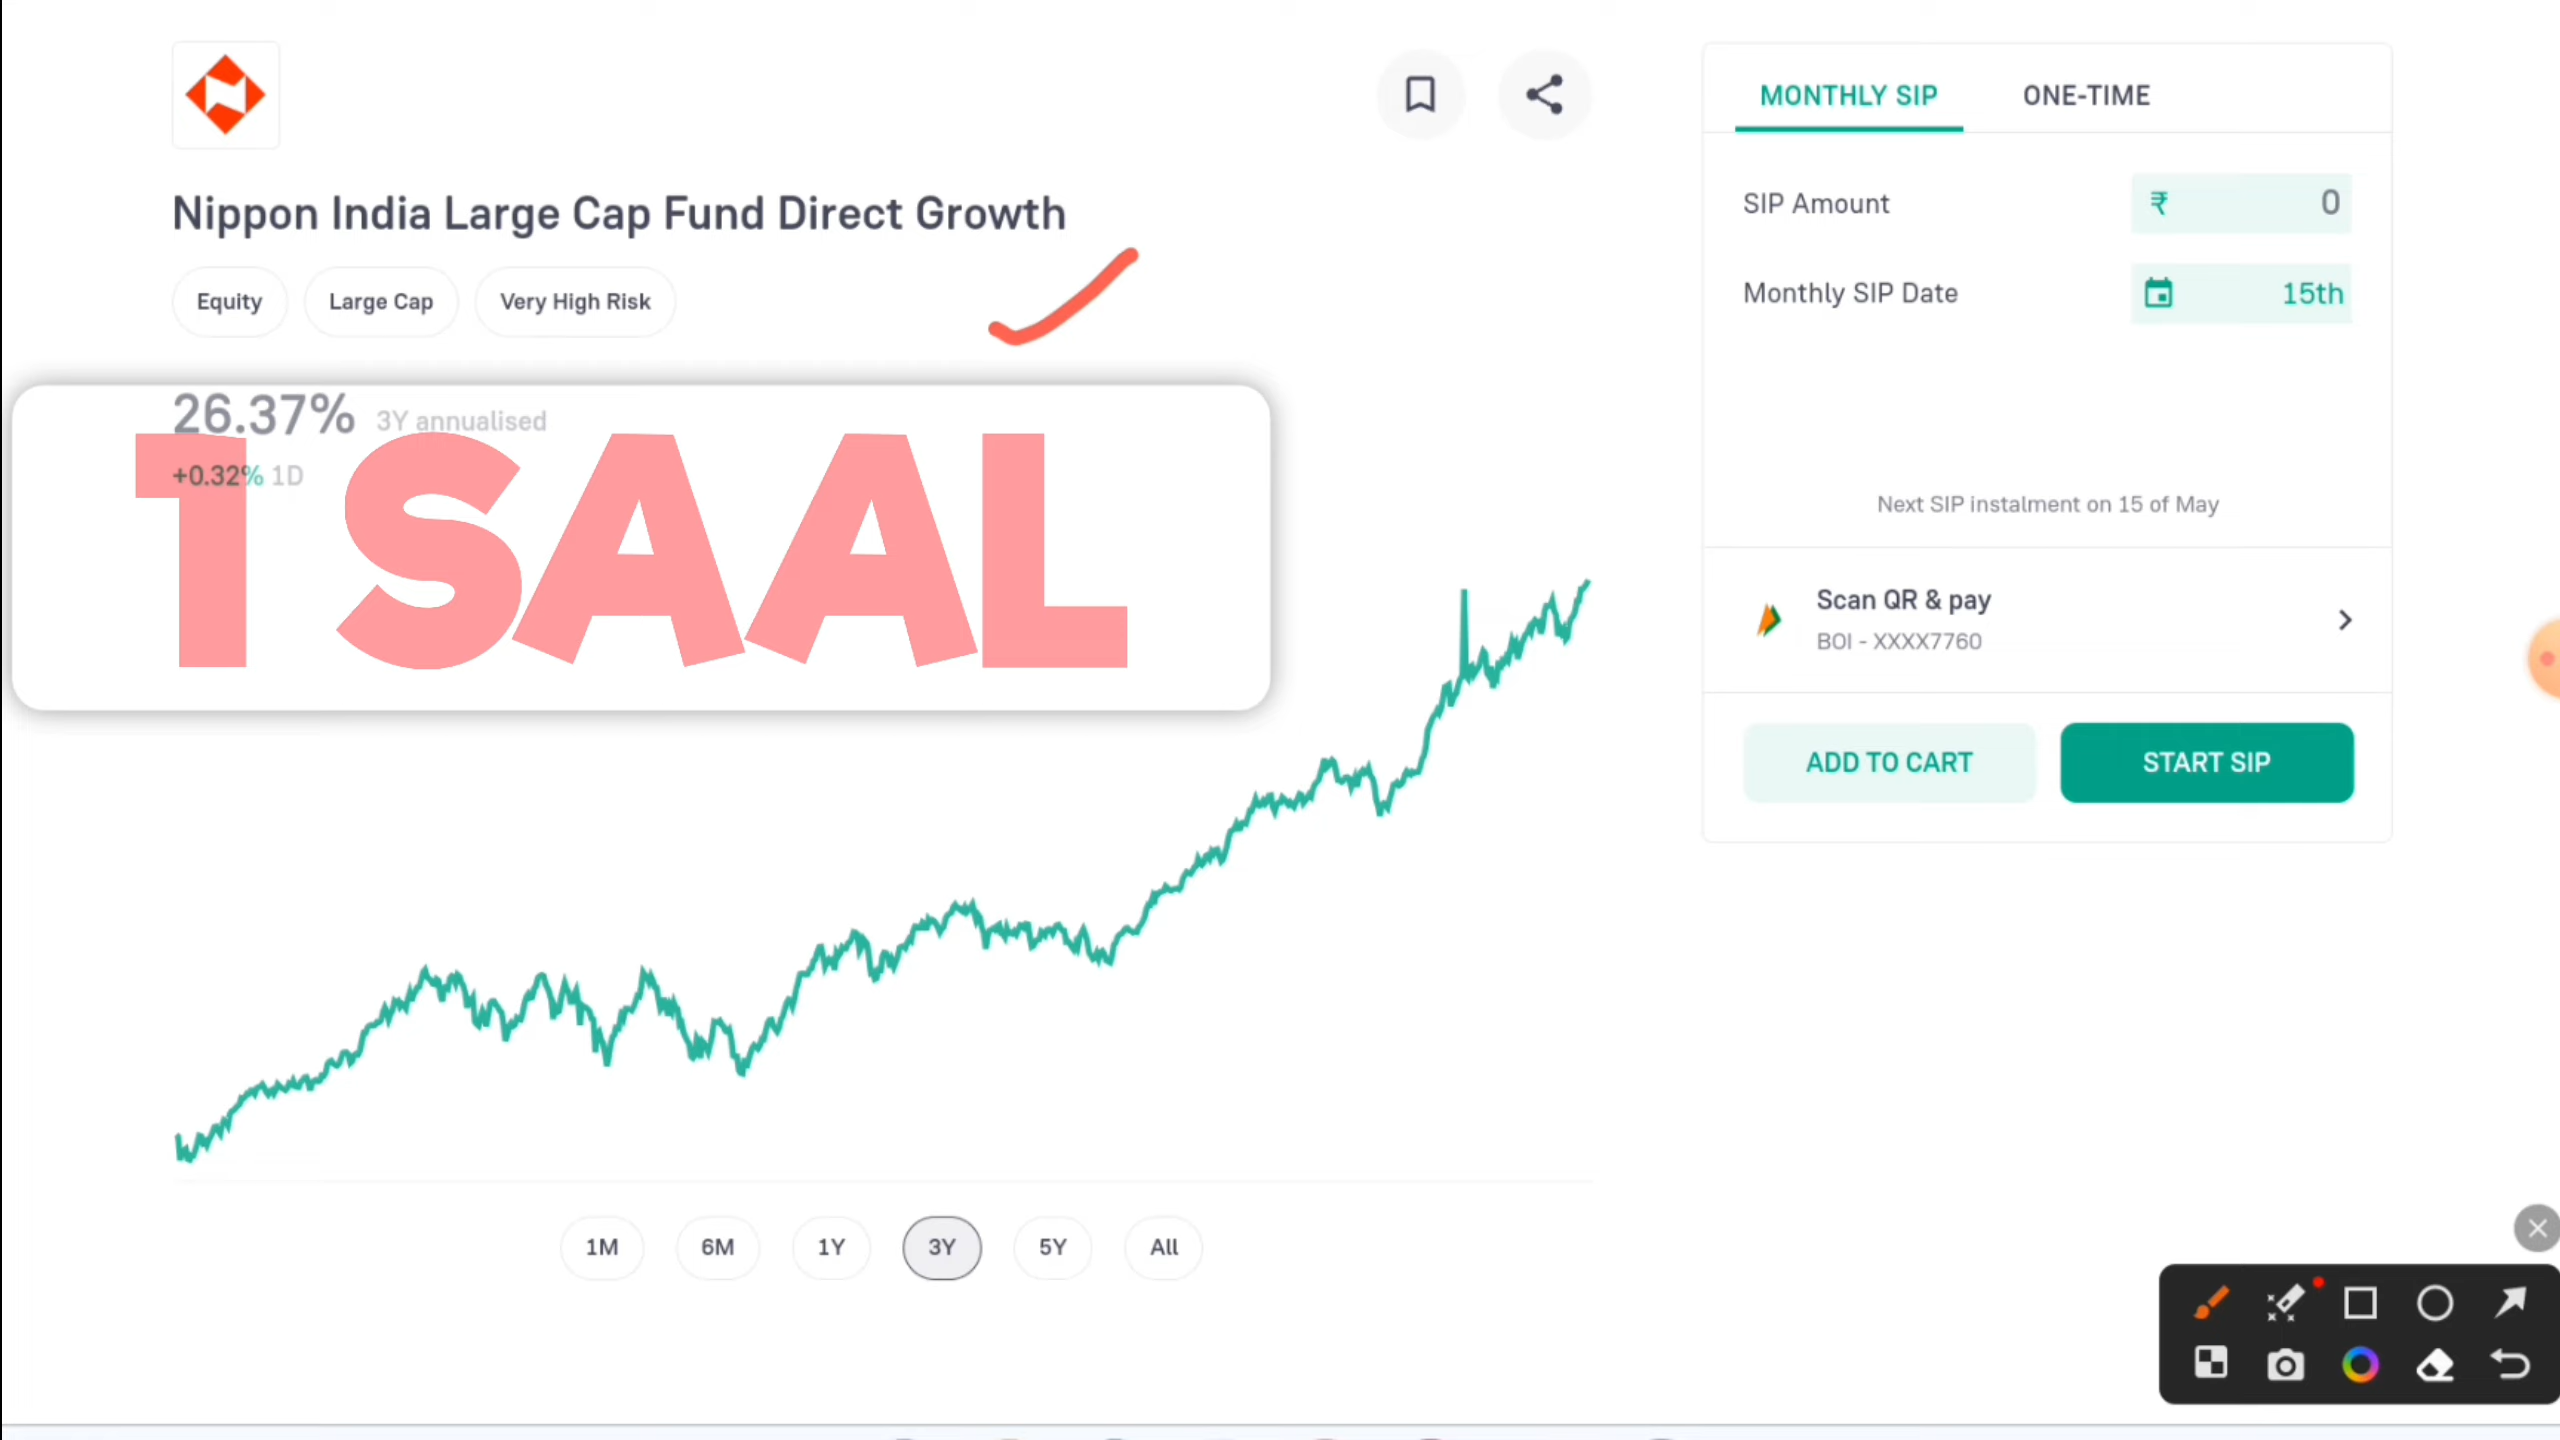 MONTHLY SIP
ONE-TIME
SIP Amount
₹ 0
Nippon India Large Cap Fund Direct Growth
Equity
Large Cap
Very High Risk
Monthly SIP Date
15th
26.37% 3Y annualised
+0.32% 1D
1 SAAL
Next SIP instalment on 15 of May
Scan QR & pay
BOI - XXXX7760
ADD TO CART
START SIP
1M
6M
1Y
3Y
5Y
All